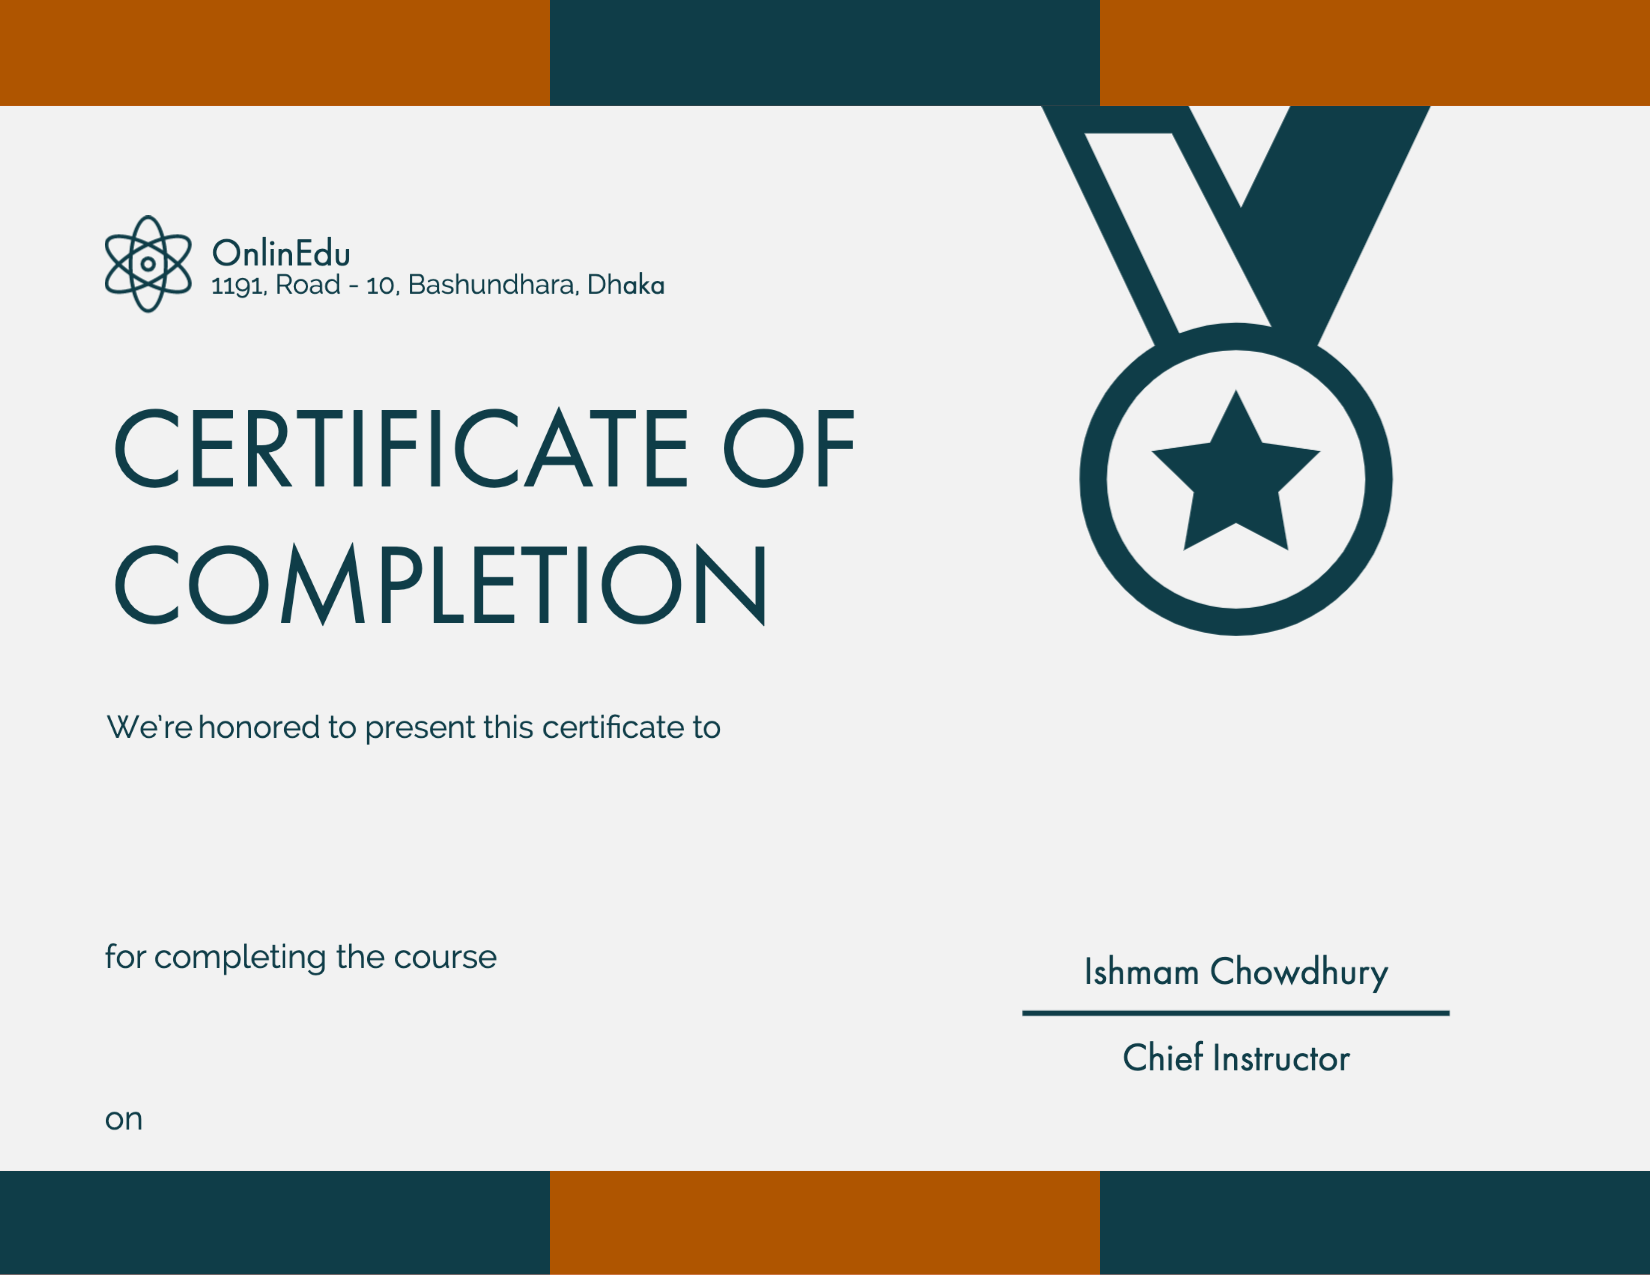 OnlinEdu
1191, Road - 10, Bashundhara, Dhaka
CERTIFICATE OF
COMPLETION
We're honored to present this certificate to
for completing the course
Ishmam Chowdhury
Chief Instructor
on